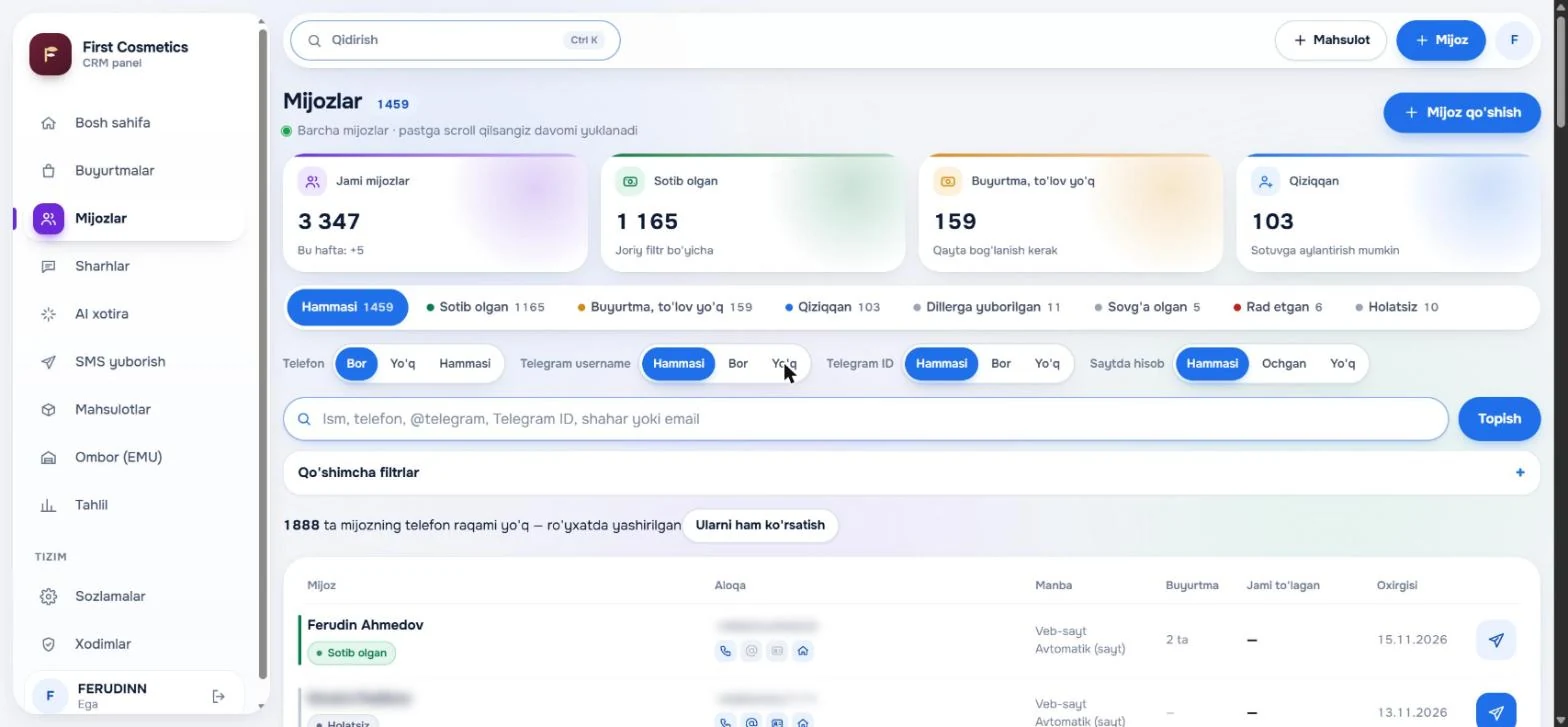 First Cosmetics
CRM panel
Qidirish
Ctrl K
Mahsulot
Mijoz
F
Bosh sahifa
Buyurtmalar
Mijozlar
Sharhlar
AI xotira
SMS yuborish
Mahsulotlar
Ombor (EMU)
Tahlil
TIZIM
Sozlamalar
Xodimlar
F
FERUDINN
Ega
Mijozlar 1459
Barcha mijozlar · pastga scroll qilsangiz davomi yuklanadi
+ Mijoz qo'shish
Jami mijozlar
3 347
Bu hafta: +5
Sotib olgan
1 165
Joriy filtr bo'yicha
Buyurtma, to'lov yo'q
159
Qayta bog'lanish kerak
Qiziqqan
103
Sotuvga aylantirish mumkin
Hammasi 1459 Sotib olgan 1165 Buyurtma, to'lov yo'q 159 Qiziqqan 103 Dillerga yuborilgan 11 Sovg'a olgan 5 Rad etgan 6 Holatsiz 10
Telefon Bor Yo'q Hammasi Telegram username Hammasi Bor Yo'q Telegram ID Hammasi Bor Yo'q Saytda hisob Hammasi Ochgan Yo'q
Ism, telefon, @telegram, Telegram ID, shahar yoki email
Topish
Qo'shimcha filtrlar +
1888 ta mijozning telefon raqami yo'q — ro'yxatda yashirilgan Ularni ham ko'rsatish
Mijoz Aloqa Manba Buyurtma Jami to'lagan Oxirgisi
Ferudin Ahmedov
Sotib olgan
Veb-sayt
Avtomatik (sayt)
2 ta
—
15.11.2026
Holatsiz
Veb-sayt
Avtomatik (sayt)
–
—
13.11.2026